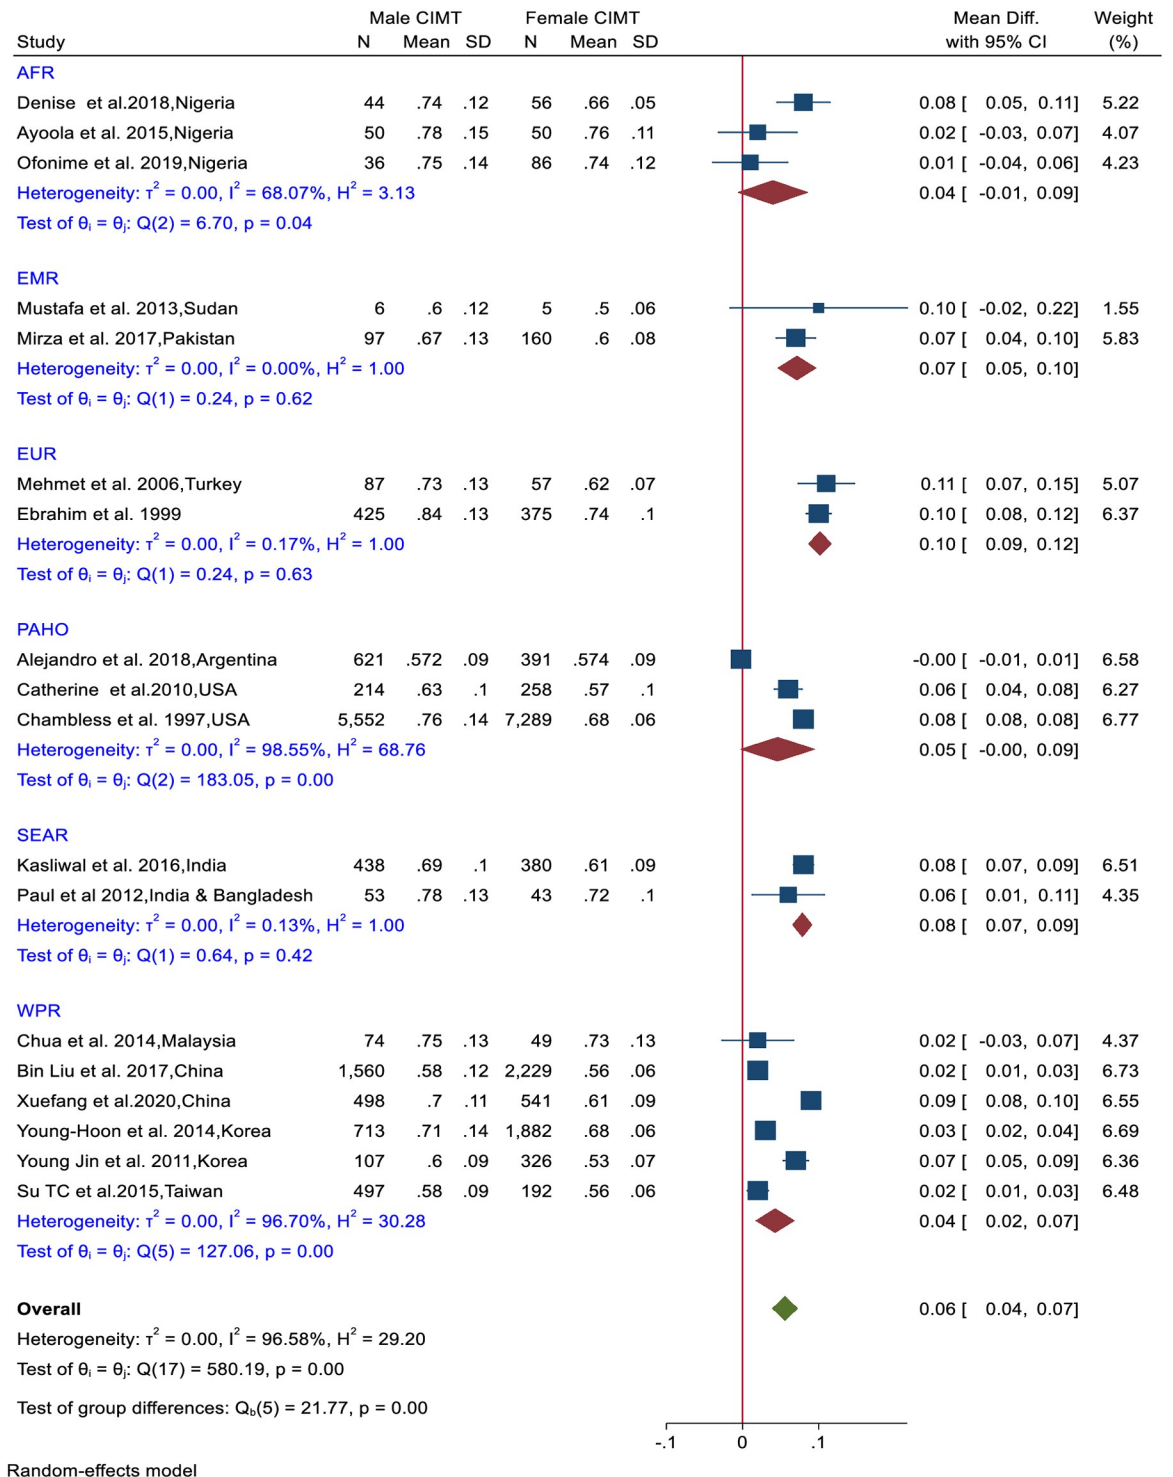 Male CIMT Female CIMT Mean Diff. Weight
Study N Mean SD N Mean SD with 95% CI (%)
AFR
Denise et al.2018,Nigeria 44 .74 .12 56 .66 .05 0.08 [ 0.05, 0.11] 5.22
Ayoola et al. 2015,Nigeria 50 .78 .15 50 .76 .11 0.02 [ -0.03, 0.07] 4.07
Ofonime et al. 2019,Nigeria 36 .75 .14 86 .74 .12 0.01 [ -0.04, 0.06] 4.23
Heterogeneity: τ² = 0.00, I² = 68.07%, H² = 3.13 0.04 [ -0.01, 0.09]
Test of θᵢ = θⱼ: Q(2) = 6.70, p = 0.04
EMR
Mustafa et al. 2013,Sudan 6 .6 .12 5 .5 .06 0.10 [ -0.02, 0.22] 1.55
Mirza et al. 2017,Pakistan 97 .67 .13 160 .6 .08 0.07 [ 0.04, 0.10] 5.83
Heterogeneity: τ² = 0.00, I² = 0.00%, H² = 1.00 0.07 [ 0.05, 0.10]
Test of θᵢ = θⱼ: Q(1) = 0.24, p = 0.62
EUR
Mehmet et al. 2006,Turkey 87 .73 .13 57 .62 .07 0.11 [ 0.07, 0.15] 5.07
Ebrahim et al. 1999 425 .84 .13 375 .74 .1 0.10 [ 0.08, 0.12] 6.37
Heterogeneity: τ² = 0.00, I² = 0.17%, H² = 1.00 0.10 [ 0.09, 0.12]
Test of θᵢ = θⱼ: Q(1) = 0.24, p = 0.63
PAHO
Alejandro et al. 2018,Argentina 621 .572 .09 391 .574 .09 -0.00 [ -0.01, 0.01] 6.58
Catherine et al.2010,USA 214 .63 .1 258 .57 .1 0.06 [ 0.04, 0.08] 6.27
Chambless et al. 1997,USA 5,552 .76 .14 7,289 .68 .06 0.08 [ 0.08, 0.08] 6.77
Heterogeneity: τ² = 0.00, I² = 98.55%, H² = 68.76 0.05 [ -0.00, 0.09]
Test of θᵢ = θⱼ: Q(2) = 183.05, p = 0.00
SEAR
Kasliwal et al. 2016,India 438 .69 .1 380 .61 .09 0.08 [ 0.07, 0.09] 6.51
Paul et al 2012,India & Bangladesh 53 .78 .13 43 .72 .1 0.06 [ 0.01, 0.11] 4.35
Heterogeneity: τ² = 0.00, I² = 0.13%, H² = 1.00 0.08 [ 0.07, 0.09]
Test of θᵢ = θⱼ: Q(1) = 0.64, p = 0.42
WPR
Chua et al. 2014,Malaysia 74 .75 .13 49 .73 .13 0.02 [ -0.03, 0.07] 4.37
Bin Liu et al. 2017,China 1,560 .58 .12 2,229 .56 .06 0.02 [ 0.01, 0.03] 6.73
Xuefang et al.2020,China 498 .7 .11 541 .61 .09 0.09 [ 0.08, 0.10] 6.55
Young-Hoon et al. 2014,Korea 713 .71 .14 1,882 .68 .06 0.03 [ 0.02, 0.04] 6.69
Young Jin et al. 2011,Korea 107 .6 .09 326 .53 .07 0.07 [ 0.05, 0.09] 6.36
Su TC et al.2015,Taiwan 497 .58 .09 192 .56 .06 0.02 [ 0.01, 0.03] 6.48
Heterogeneity: τ² = 0.00, I² = 96.70%, H² = 30.28 0.04 [ 0.02, 0.07]
Test of θᵢ = θⱼ: Q(5) = 127.06, p = 0.00
Overall 0.06 [ 0.04, 0.07]
Heterogeneity: τ² = 0.00, I² = 96.58%, H² = 29.20
Test of θᵢ = θⱼ: Q(17) = 580.19, p = 0.00
Test of group differences: Q_b(5) = 21.77, p = 0.00
-.1 0 .1
Random-effects model